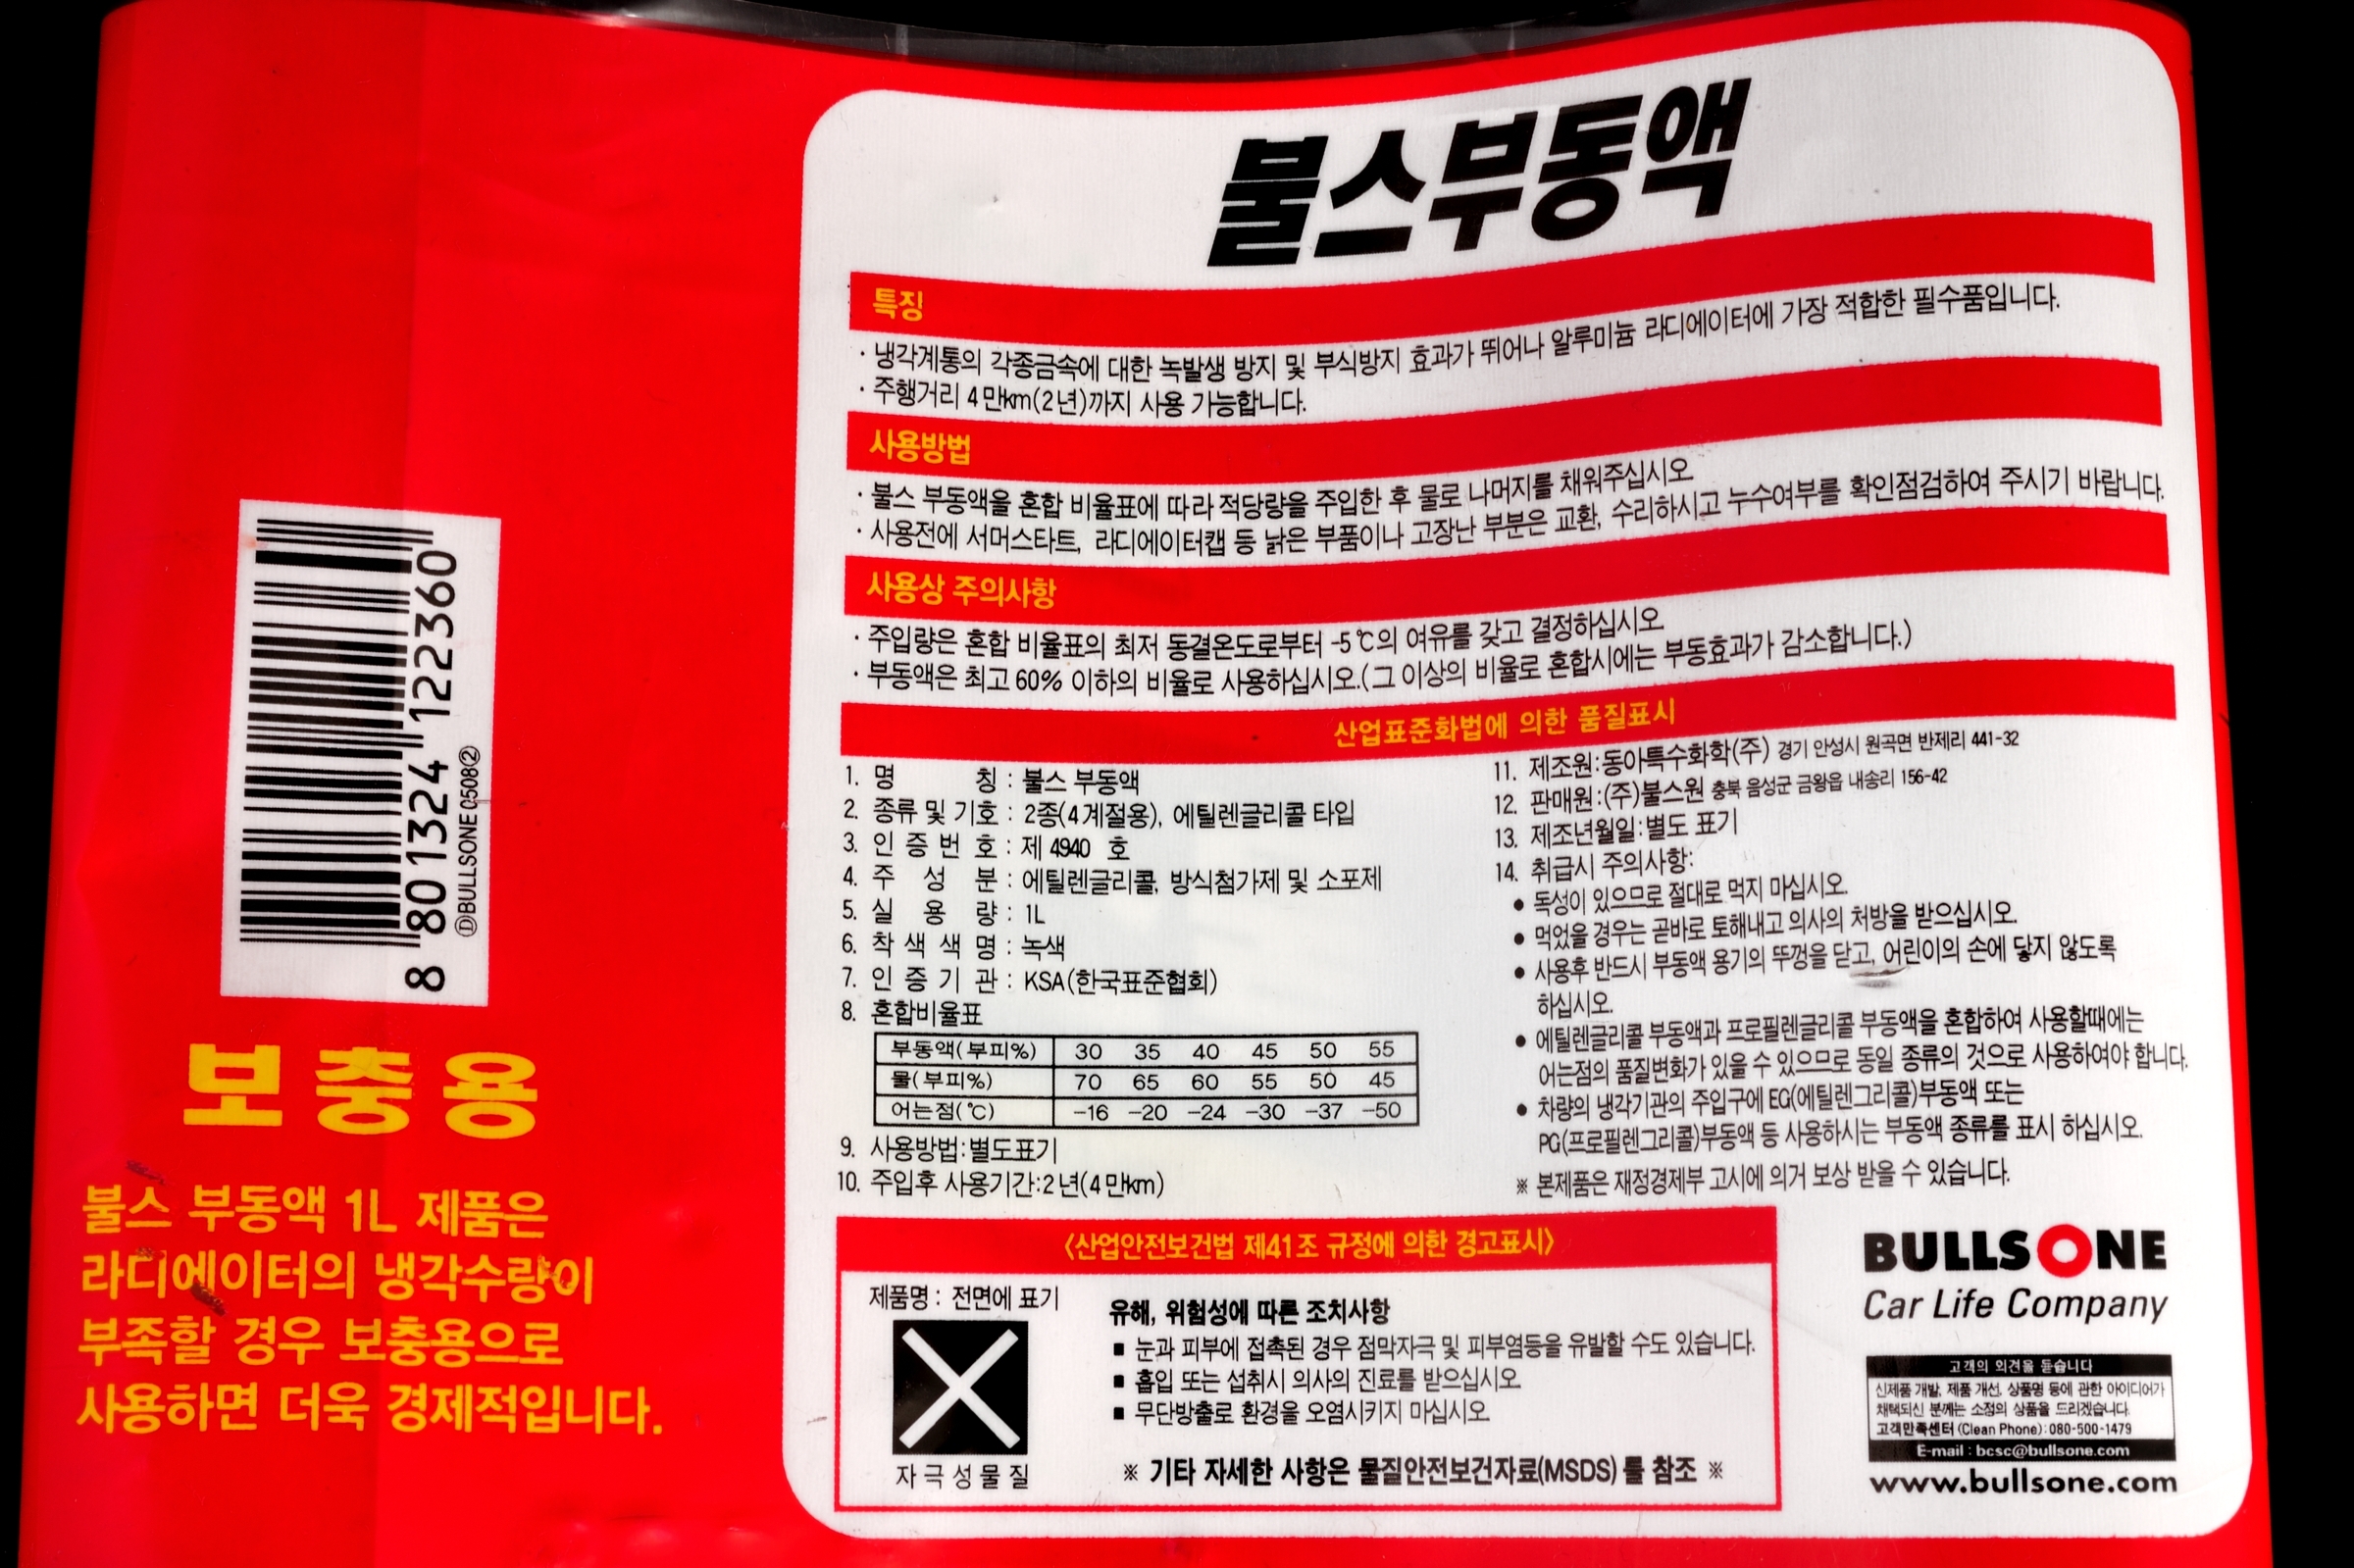 불스부동액
특징
· 냉각계통의 각종금속에 대한 녹발생 방지 및 부식방지 효과가 뛰어나 알루미늄 라디에이터에 가장 적합한 필수품입니다.
· 주행거리 4만km(2년)까지 사용 가능합니다.
사용방법
· 불스 부동액을 혼합 비율표에 따라 적당량을 주입한 후 물로 나머지를 채워주십시오
· 사용전에 서머스타트, 라디에이터캡 등 낡은 부품이나 고장난 부분은 교환, 수리하시고 누수여부를 확인점검하여 주시기 바랍니다.
사용상 주의사항
· 주입량은 혼합 비율표의 최저 동결온도로부터 -5℃의 여유를 갖고 결정하십시오
· 부동액은 최고 60% 이하의 비율로 사용하십시오.(그 이상의 비율로 혼합시에는 부동효과가 감소합니다.)
산업표준화법에 의한 품질표시
1. 명 칭 : 불스 부동액
2. 종류 및 기호 : 2종(4계절용), 에틸렌글리콜 타입
3. 인 증 번 호 : 제 4940 호
4. 주 성 분 : 에틸렌글리콜, 방식첨가제 및 소포제
5. 실 용 량 : 1L
6. 착 색 색 명 : 녹색
7. 인 증 기 관 : KSA(한국표준협회)
8. 혼합비율표
부동액(부피%) 30 35 40 45 50 55
물(부피%) 70 65 60 55 50 45
어는점(℃) -16 -20 -24 -30 -37 -50
9. 사용방법:별도표기
10. 주입후 사용기간:2년(4만km)
11. 제조원:동아특수화학(주) 경기 안성시 원곡면 반제리 441-32
12. 판매원:(주)불스원 충북 음성군 금왕읍 내송리 156-42
13. 제조년월일:별도 표기
14. 취급시 주의사항:
● 독성이 있으므로 절대로 먹지 마십시오.
● 먹었을 경우는 곧바로 토해내고 의사의 처방을 받으십시오.
● 사용후 반드시 부동액 용기의 뚜껑을 닫고, 어린이의 손에 닿지 않도록
하십시오.
● 에틸렌글리콜 부동액과 프로필렌글리콜 부동액을 혼합하여 사용할때에는
어는점의 품질변화가 있을 수 있으므로 동일 종류의 것으로 사용하여야 합니다.
● 차량의 냉각기관의 주입구에 EG(에틸렌그리콜)부동액 또는
PG(프로필렌그리콜)부동액 등 사용하시는 부동액 종류를 표시 하십시오.
※ 본제품은 재정경제부 고시에 의거 보상 받을 수 있습니다.
<산업안전보건법 제41조 규정에 의한 경고표시>
제품명 : 전면에 표기
자극성물질
유해, 위험성에 따른 조치사항
■ 눈과 피부에 접촉된 경우 점막자극 및 피부염등을 유발할 수도 있습니다.
■ 흡입 또는 섭취시 의사의 진료를 받으십시오
■ 무단방출로 환경을 오염시키지 마십시오
※ 기타 자세한 사항은 물질안전보건자료(MSDS)를 참조 ※
BULLSONE
Car Life Company
고객의 의견을 듣습니다
신제품 개발, 제품 개선, 상품명 등에 관한 아이디어가
채택되신 분께는 소정의 상품을 드리겠습니다.
고객만족센터 (Clean Phone) : 080-500-1479
E-mail : bcsc@bullsone.com
www.bullsone.com
8 801324 122360
ⒹBULLSONE 0508②
보충용
불스 부동액 1L 제품은
라디에이터의 냉각수량이
부족할 경우 보충용으로
사용하면 더욱 경제적입니다.